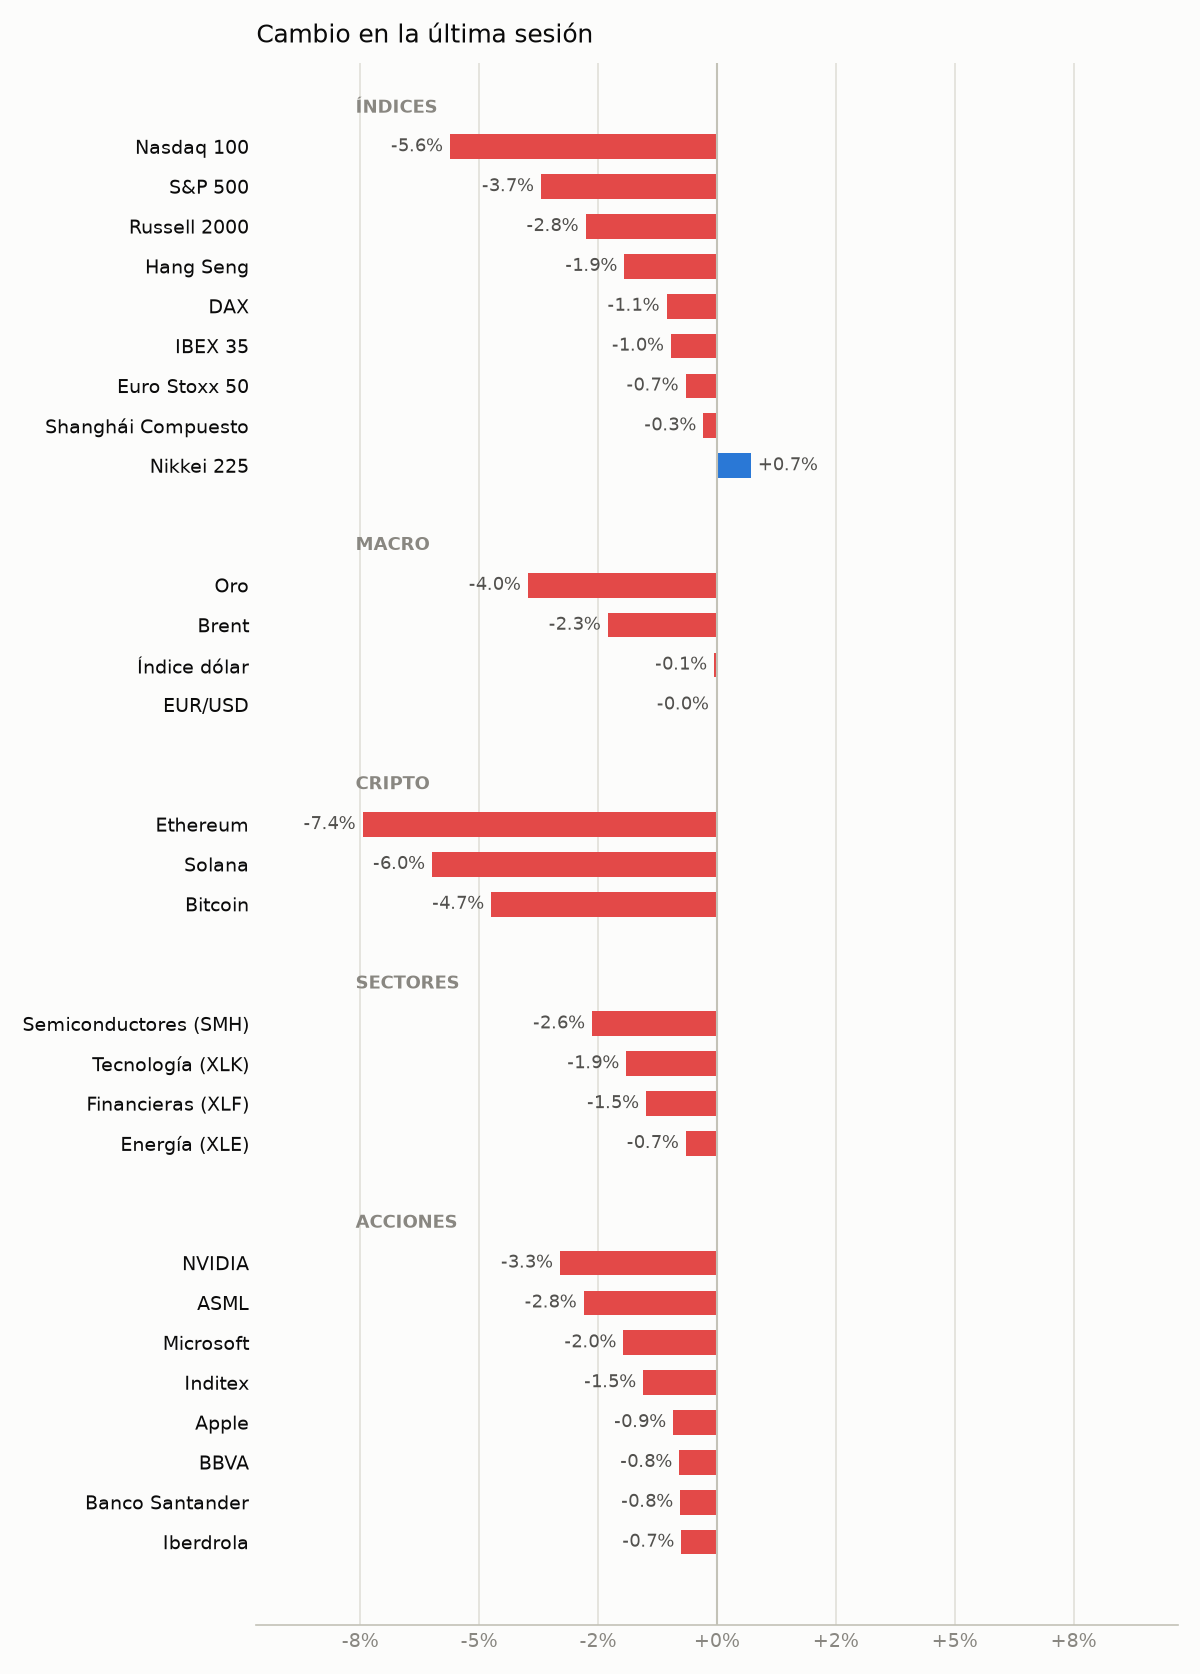 Cambio en la última sesión
ÍNDICES
Nasdaq 100 -5.6%
S&P 500 -3.7%
Russell 2000 -2.8%
Hang Seng -1.9%
DAX -1.1%
IBEX 35 -1.0%
Euro Stoxx 50 -0.7%
Shanghái Compuesto -0.3%
Nikkei 225 +0.7%
MACRO
Oro -4.0%
Brent -2.3%
Índice dólar -0.1%
EUR/USD -0.0%
CRIPTO
Ethereum -7.4%
Solana -6.0%
Bitcoin -4.7%
SECTORES
Semiconductores (SMH) -2.6%
Tecnología (XLK) -1.9%
Financieras (XLF) -1.5%
Energía (XLE) -0.7%
ACCIONES
NVIDIA -3.3%
ASML -2.8%
Microsoft -2.0%
Inditex -1.5%
Apple -0.9%
BBVA -0.8%
Banco Santander -0.8%
Iberdrola -0.7%
-8% -5% -2% +0% +2% +5% +8%